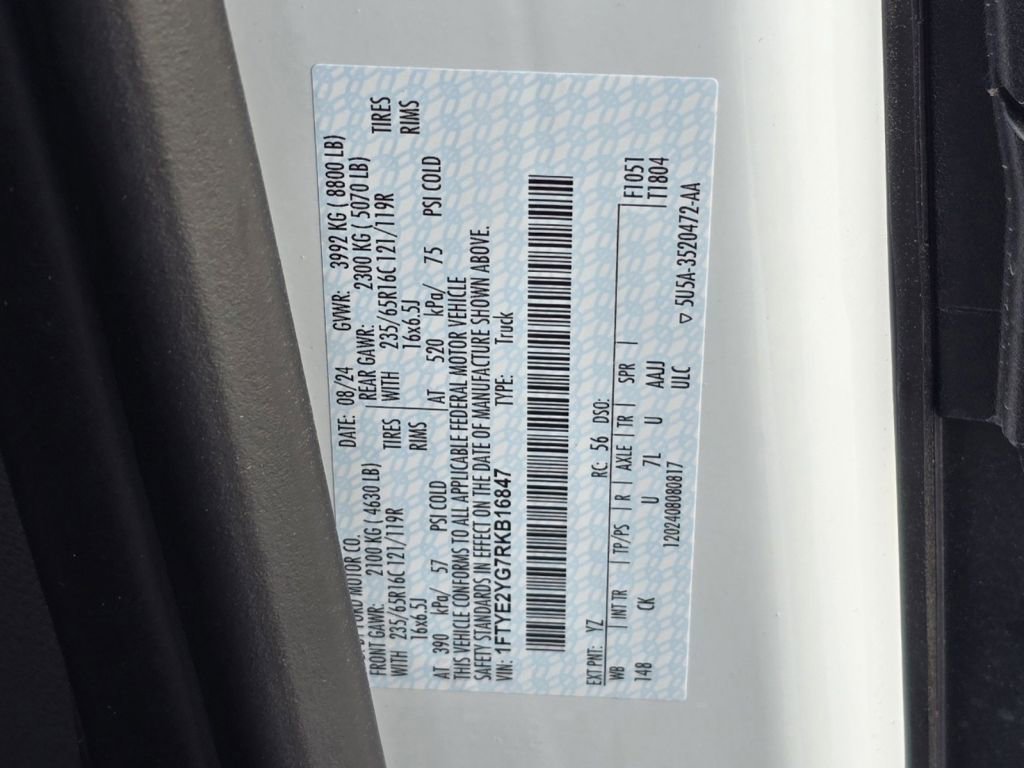 FORD MOTOR CO.
DATE: 08/24 GVWR: 3992 KG ( 8800 LB)
FRONT GAWR: 2100 KG ( 4630 LB) REAR GAWR: 2300 KG ( 5070 LB)
WITH 235/65R16C 121/119R TIRES WITH 235/65R16C 121/119R TIRES
16x6.5J RIMS 16x6.5J RIMS
AT 390 kPa/ 57 PSI COLD AT 520 kPa/ 75 PSI COLD
THIS VEHICLE CONFORMS TO ALL APPLICABLE FEDERAL MOTOR VEHICLE
SAFETY STANDARDS IN EFFECT ON THE DATE OF MANUFACTURE SHOWN ABOVE.
VIN: 1FTYE2YG7RKB16847 TYPE: Truck
EXT PNT: YZ RC: 56 DSO:
WB | INT TR | TP/PS | R | AXLE | TR | SPR | F1051
148 CK U 7L U AAJ T1804
12024080817 ULC
▽ 5U5A-3520472-AA